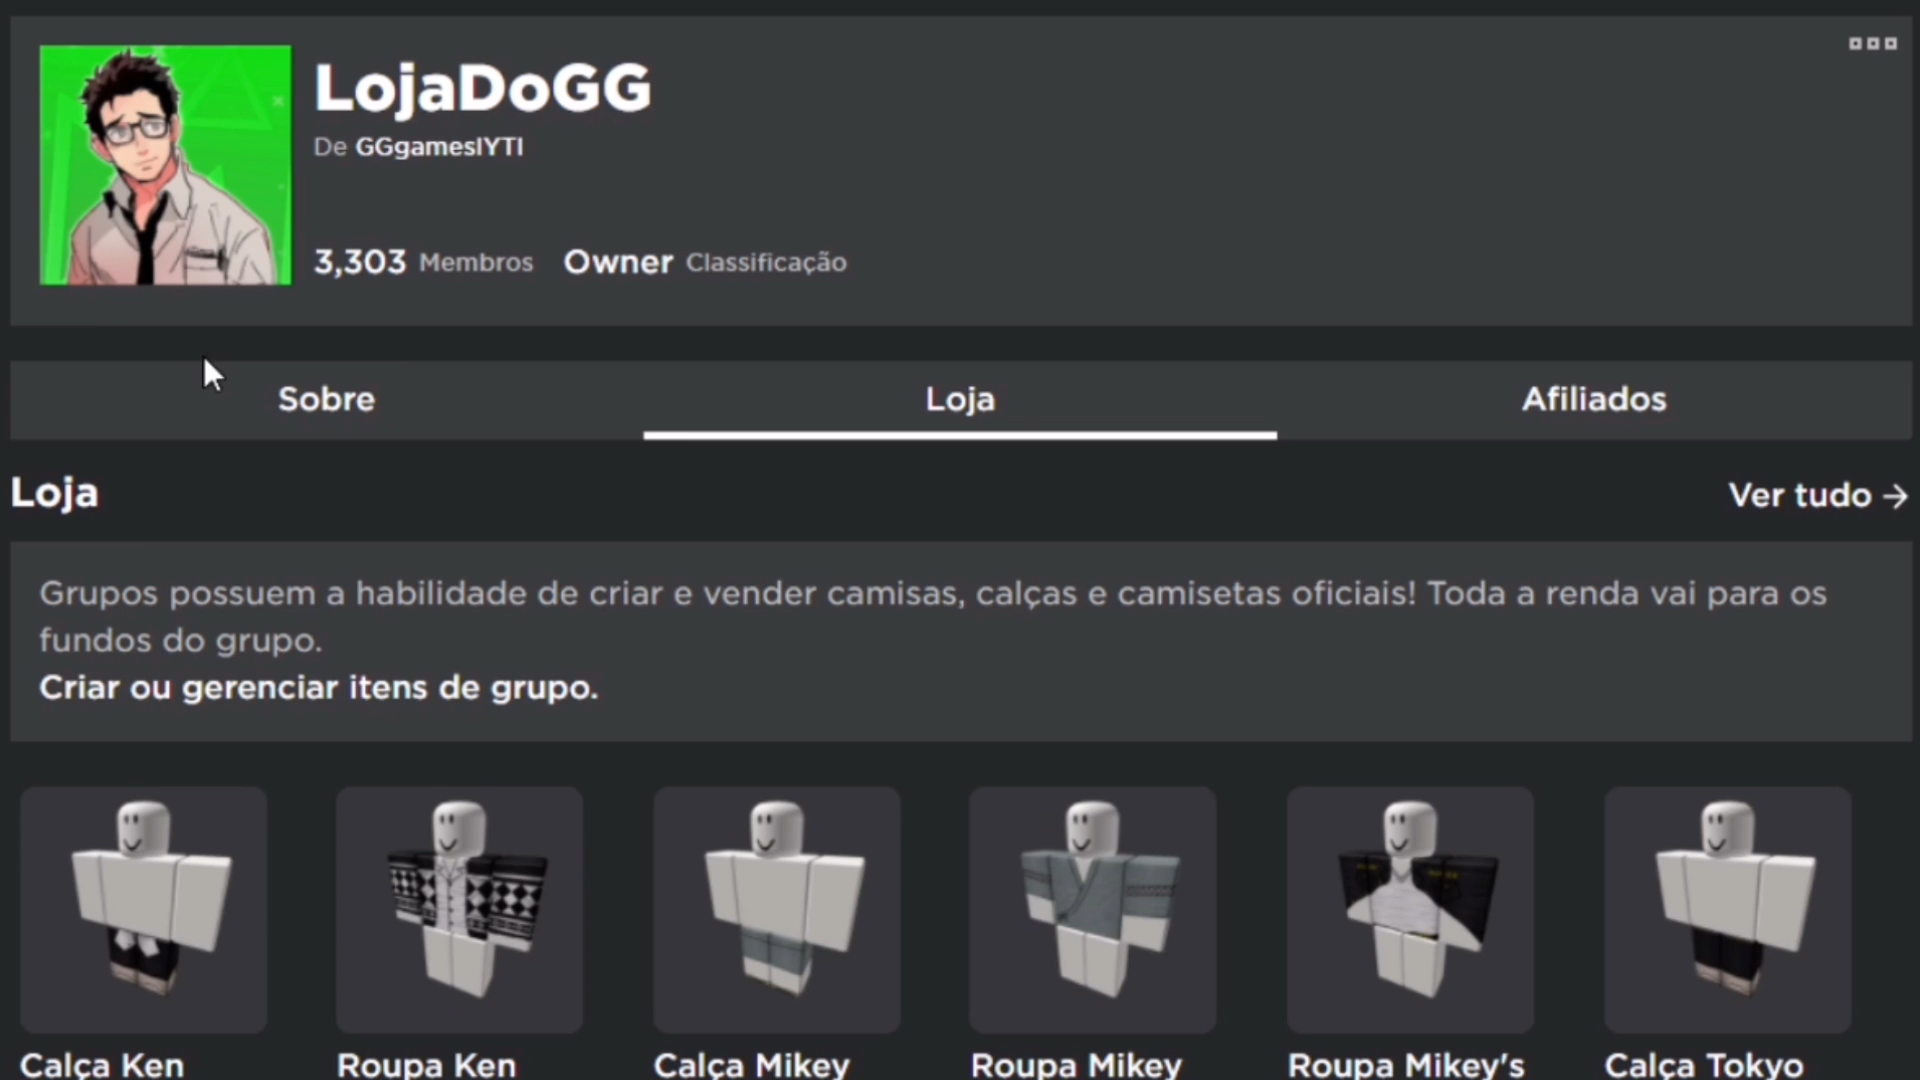 LojaDoGG
De GGgamesIYTI
3,303 Membros Owner Classificação
Sobre Loja Afiliados
Loja Ver tudo →
Grupos possuem a habilidade de criar e vender camisas, calças e camisetas oficiais! Toda a renda vai para os
fundos do grupo.
Criar ou gerenciar itens de grupo.
Calça Ken Roupa Ken Calça Mikey Roupa Mikey Roupa Mikey's Calça Tokyo